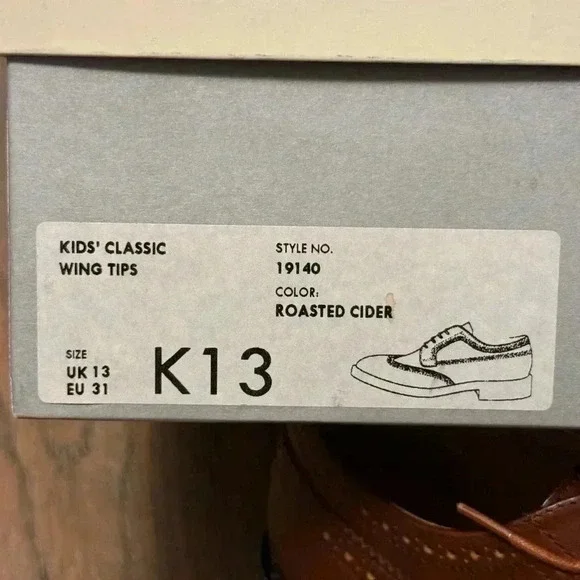 KIDS' CLASSIC
WING TIPS
STYLE NO.
19140
COLOR:
ROASTED CIDER
SIZE
UK 13
EU 31
K13